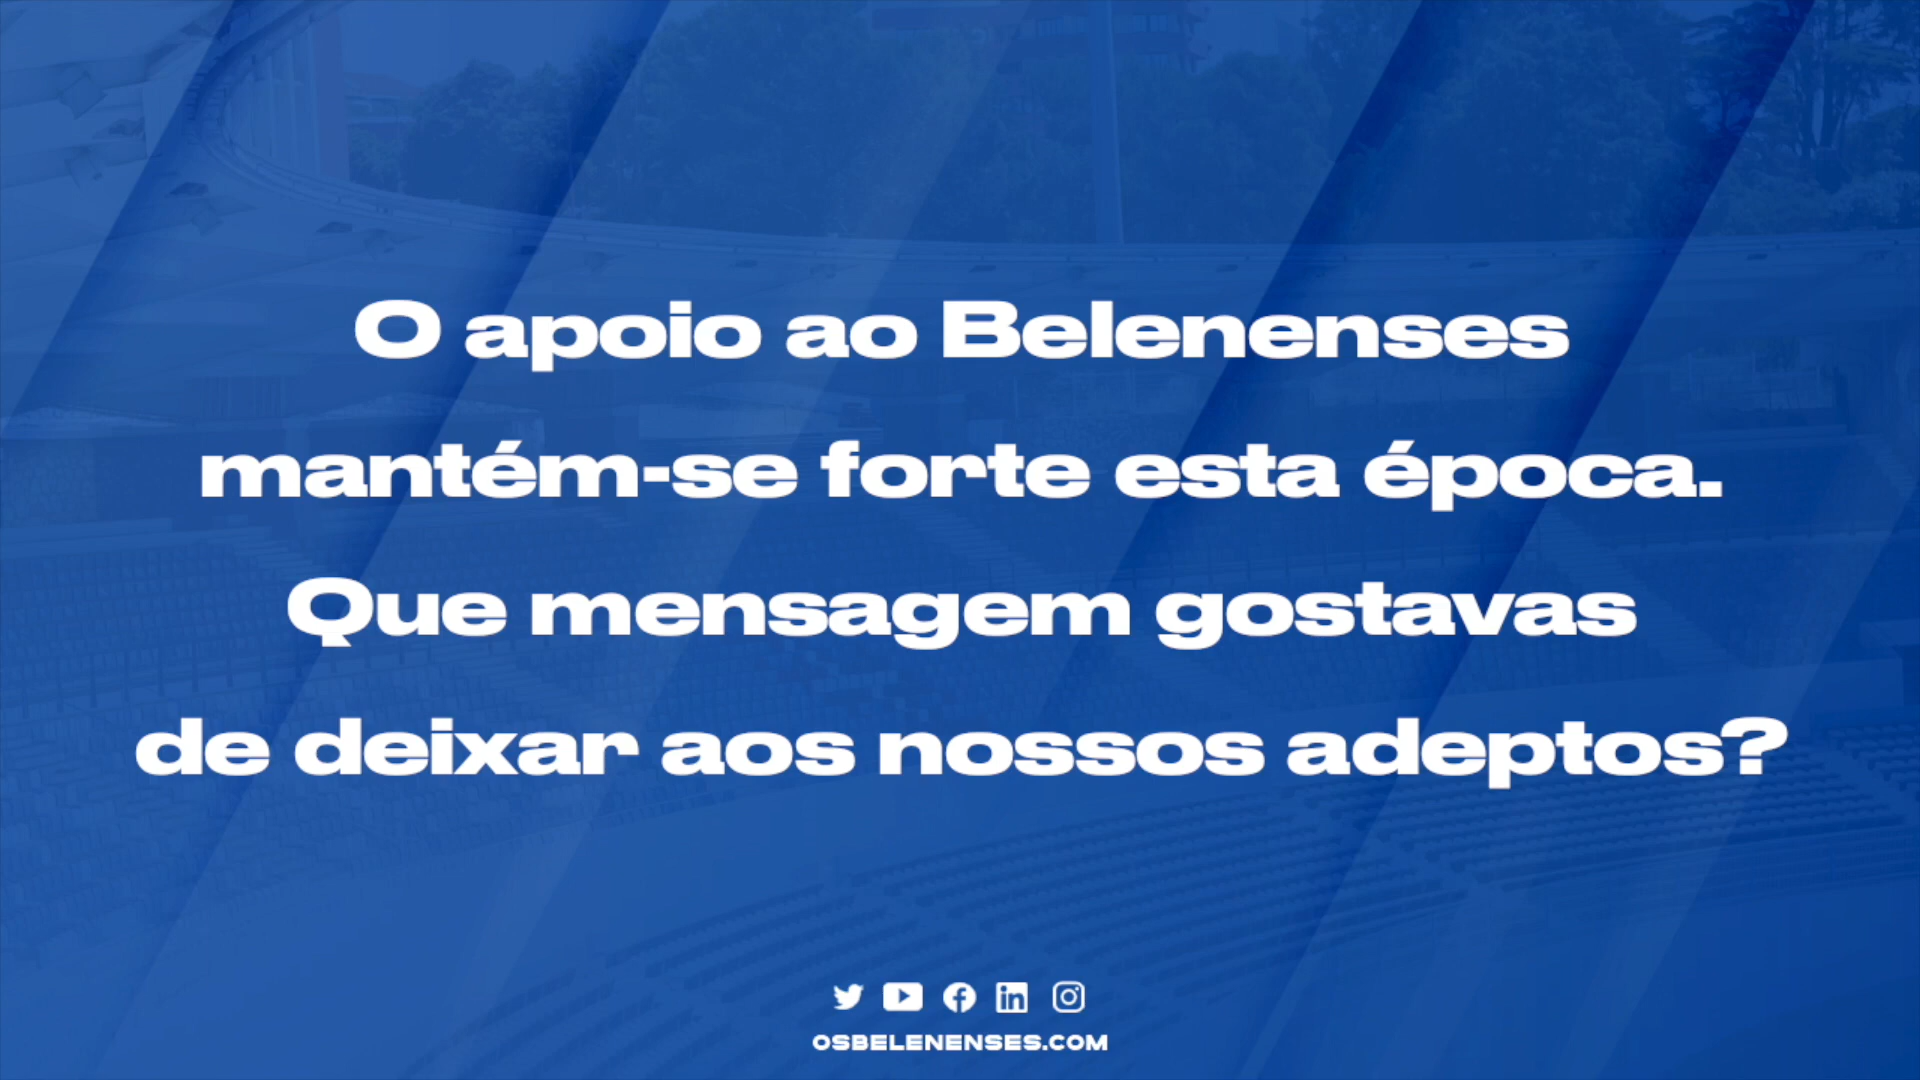 O apoio ao Belenenses
mantém-se forte esta época.
Que mensagem gostavas
de deixar aos nossos adeptos?
OSBELENENSES.COM